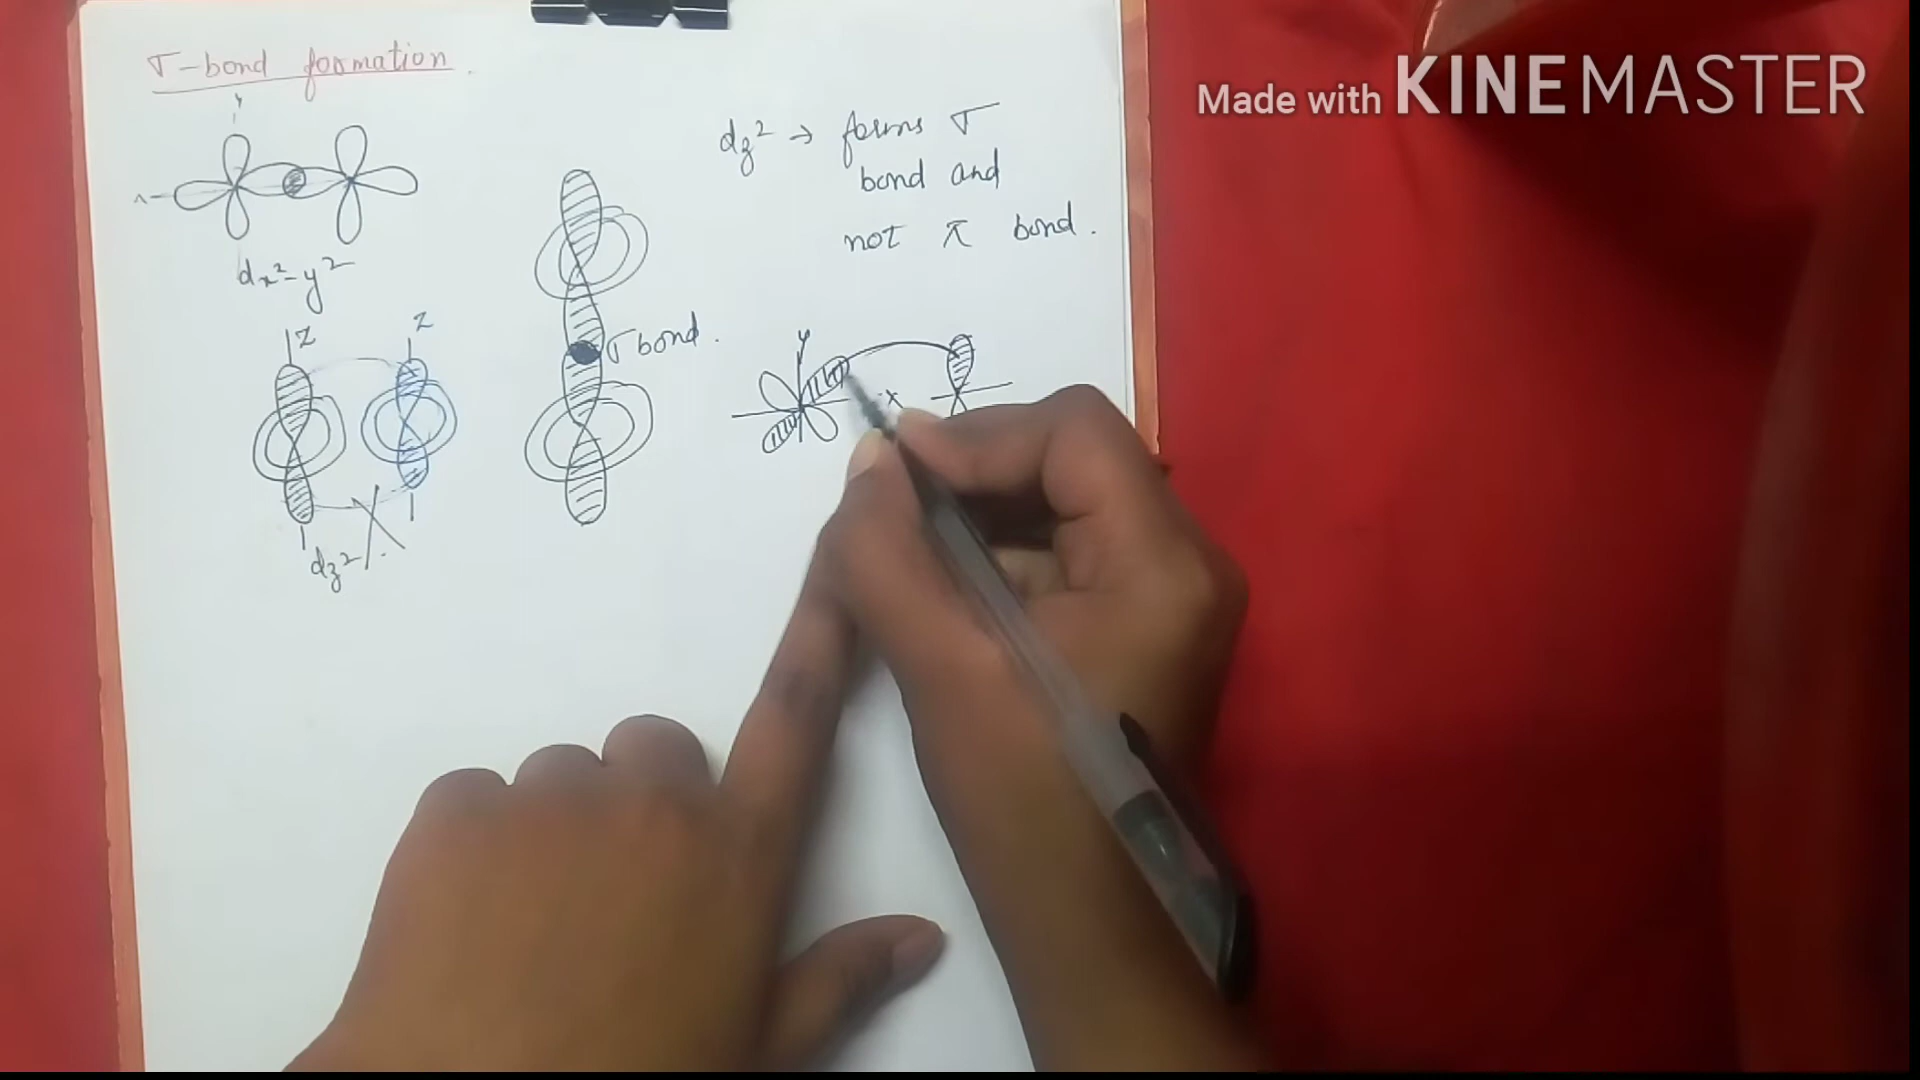 σ-bond formation.
y
x
dx²-y²
z
z
dz²
σ bond.
dz² → forms σ
bond and
not π bond.
y
x
Made with KINEMASTER